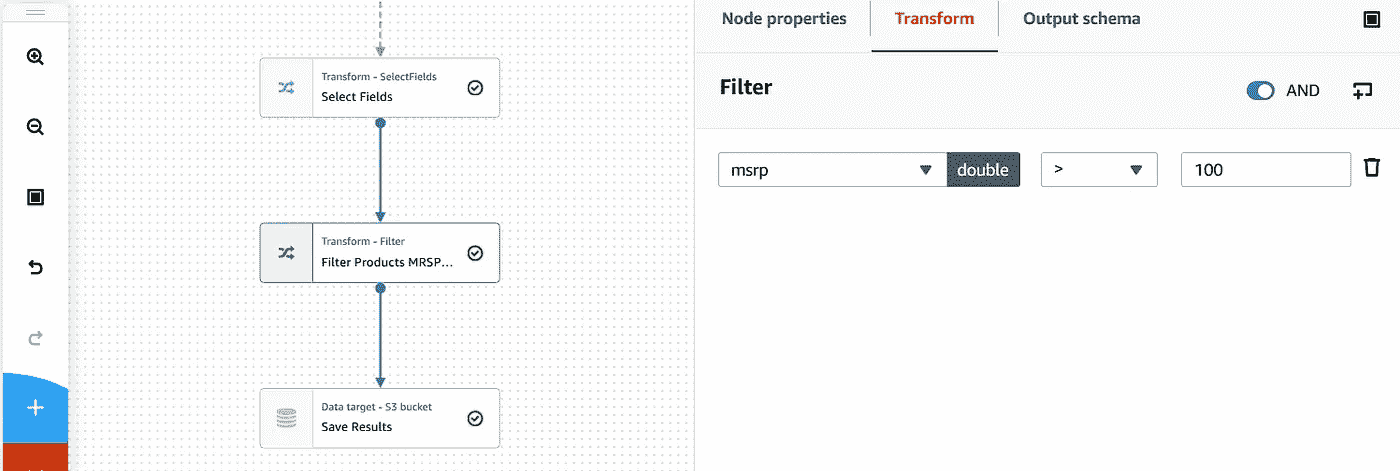 Node properties
Transform
Output schema
Filter
AND
msrp
double
>
100
Transform - SelectFields
Select Fields
Transform - Filter
Filter Products MRSP...
Data target - S3 bucket
Save Results